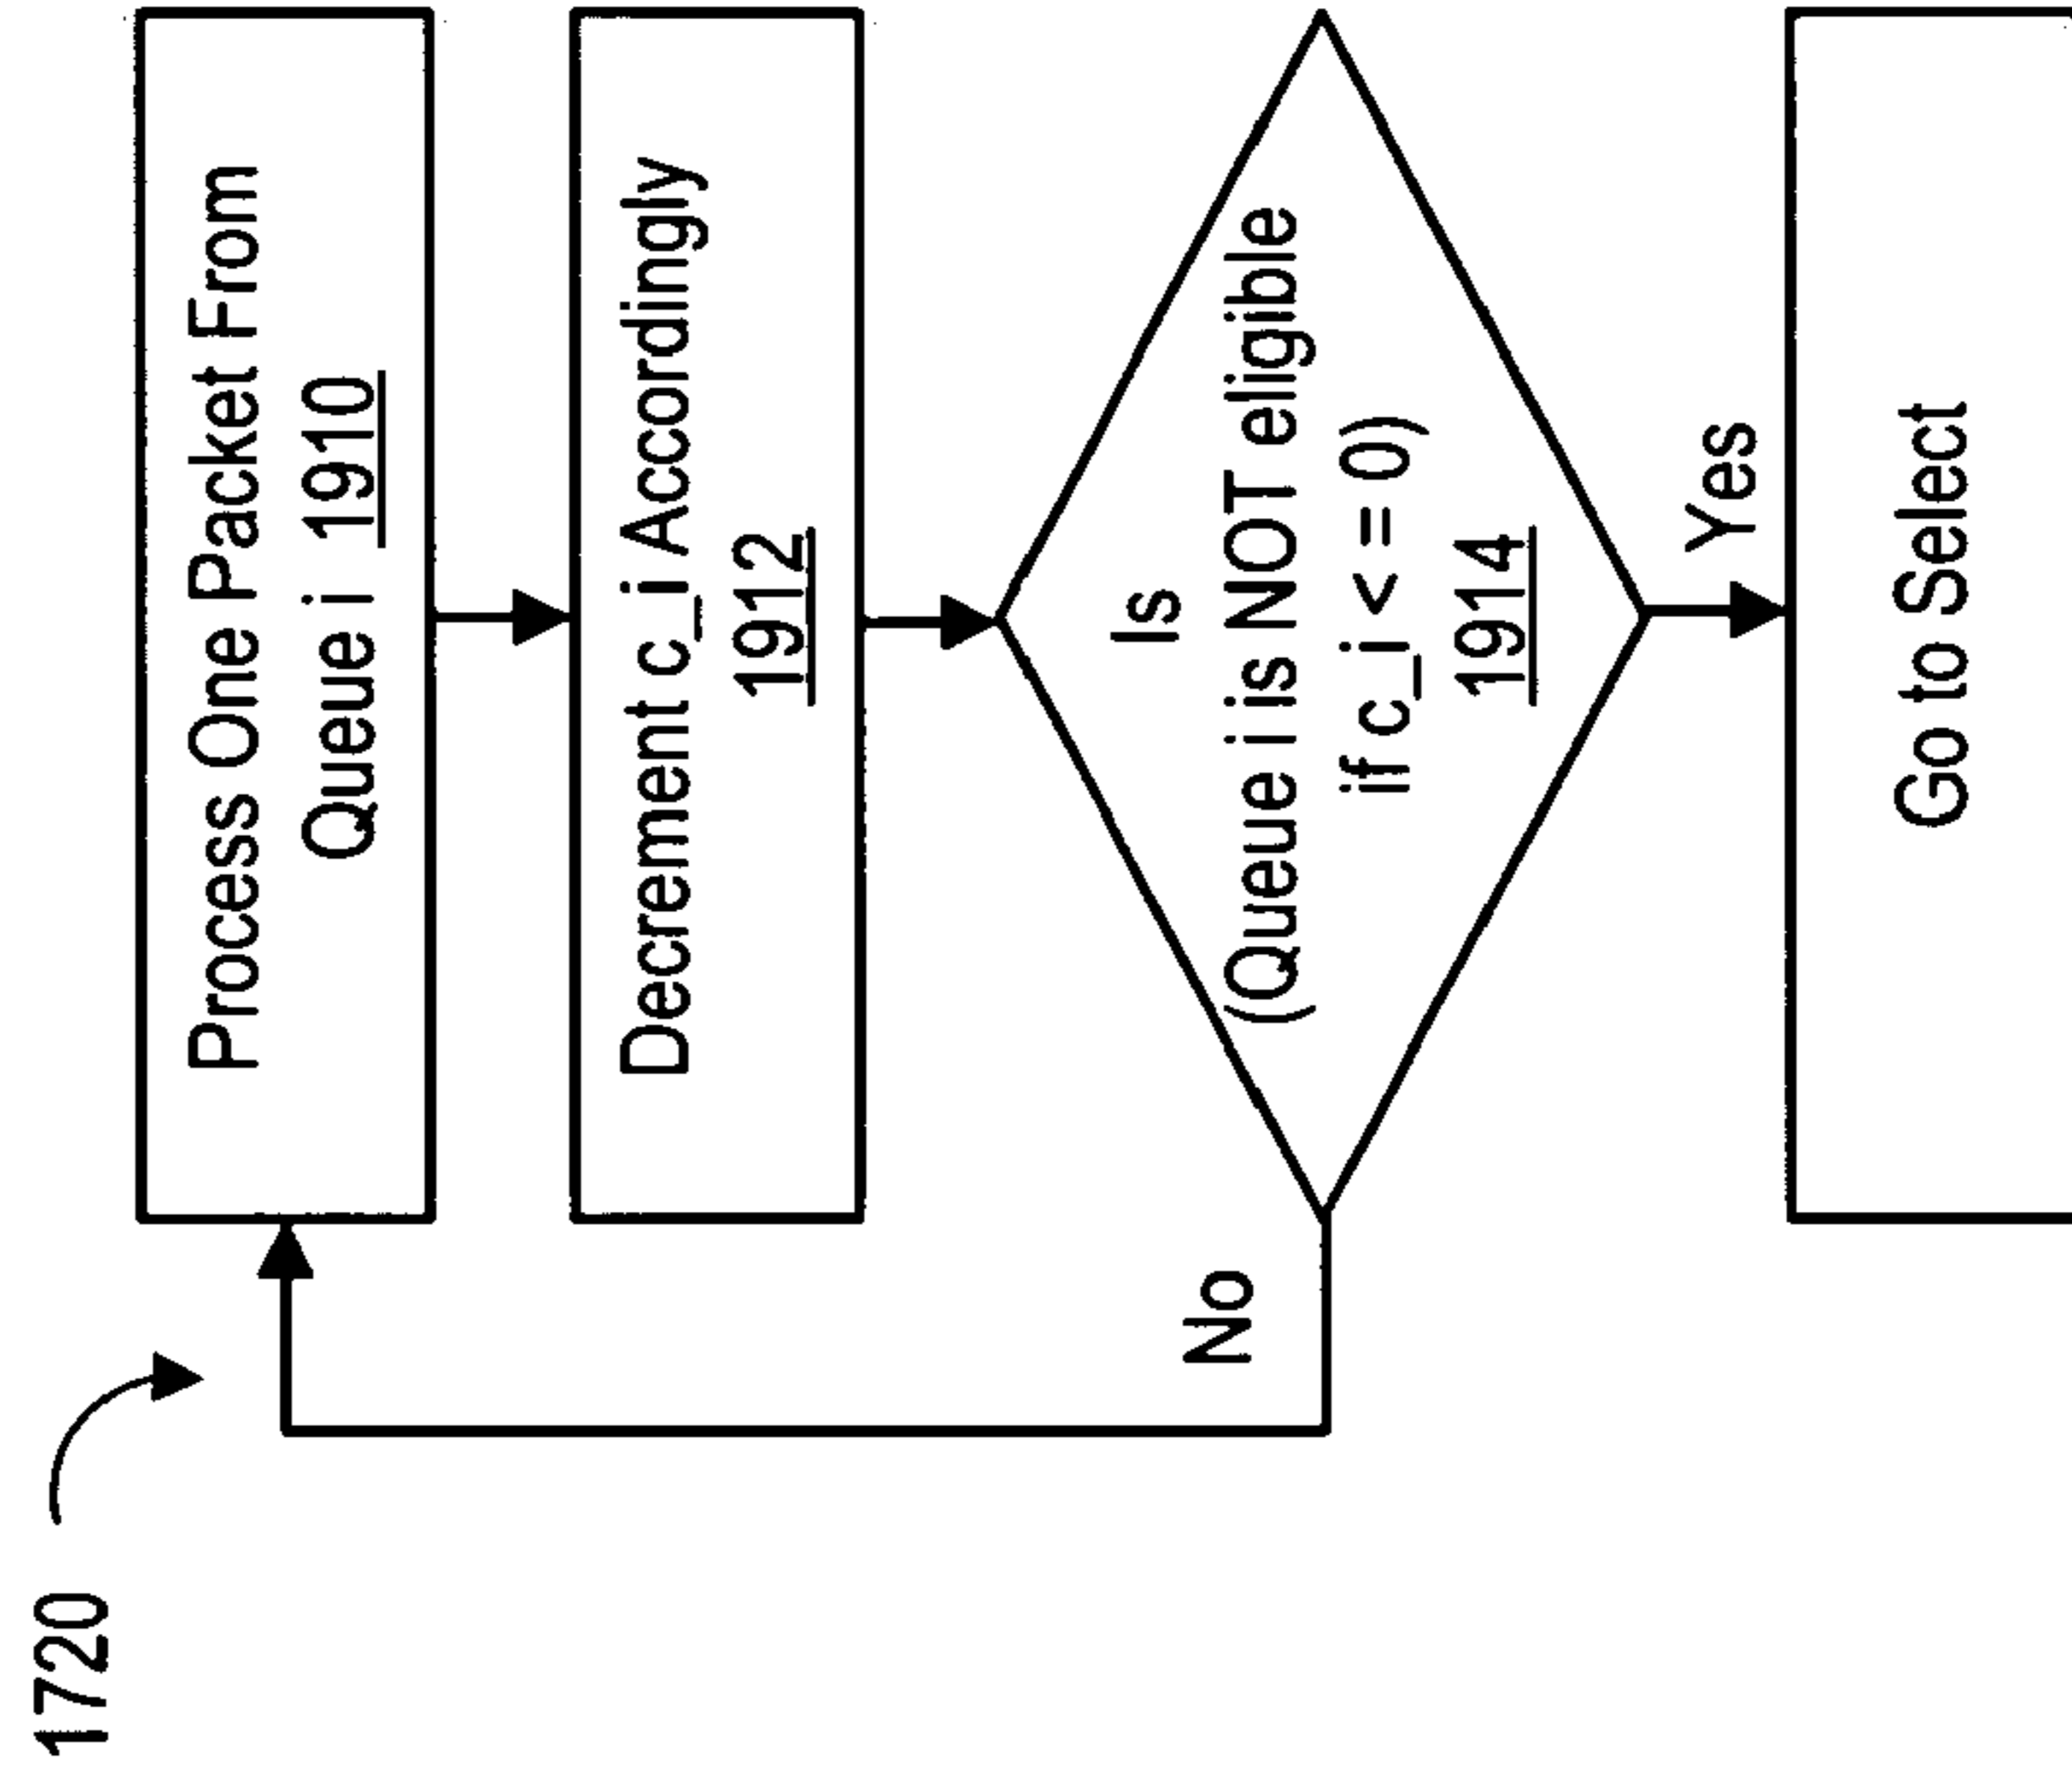 1720
Process One Packet From
Queue i 1910
Decrement c_i Accordingly
1912
Is
(Queue i is NOT eligible
if c_i < = 0)
1914
No
Yes
Go to Select